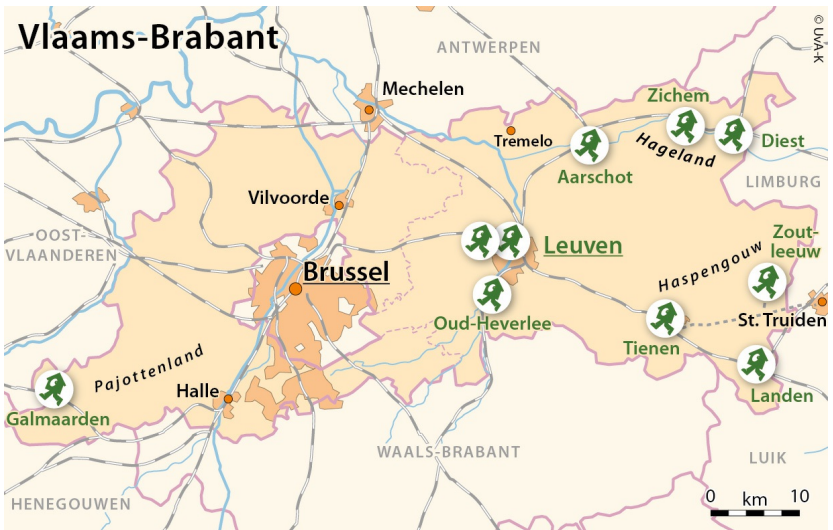 Vlaams-Brabant
© UvA-K
ANTWERPEN
Mechelen
Zichem
Tremelo
Diest
Hageland
Aarschot
LIMBURG
Vilvoorde
OOST-
VLAANDEREN
Leuven
Zout-
leeuw
Haspengouw
Brussel
Oud-Heverlee
St. Truiden
Tienen
Pajottenland
Halle
Landen
Galmaarden
WAALS-BRABANT
LUIK
HENEGOUWEN
0 km 10